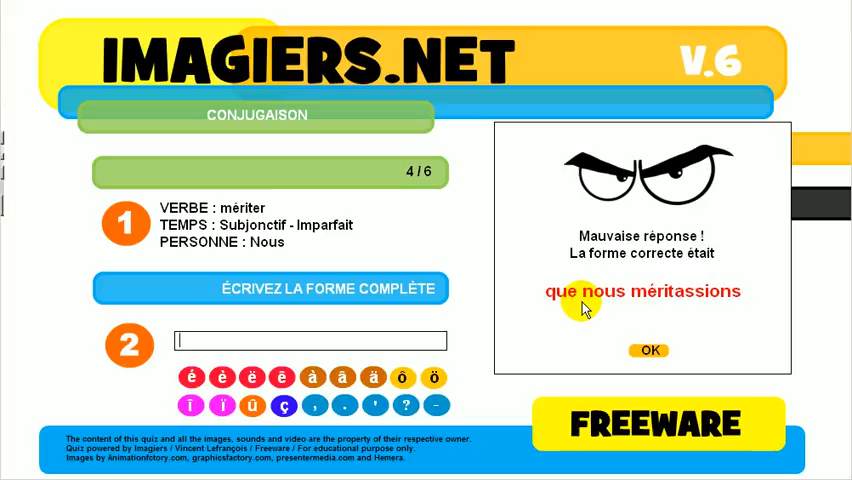 IMAGIERS.NET
V.6
CONJUGAISON
4 / 6
1
VERBE : mériter
TEMPS : Subjonctif - Imparfait
PERSONNE : Nous
ÉCRIVEZ LA FORME COMPLÈTE
2
é è ë ê à â ä ô ö
î ï û ç , . ' ? -
Mauvaise réponse !
La forme correcte était
que nous méritassions
OK
FREEWARE
The content of this quiz and all the images, sounds and video are the property of their respective owner.
Quiz powered by Imagiers / Vincent Lefrançois / Freeware / For educational purpose only.
Images by Animationfctory.com, graphicsfactory.com, presentermedia.com and Hemera.